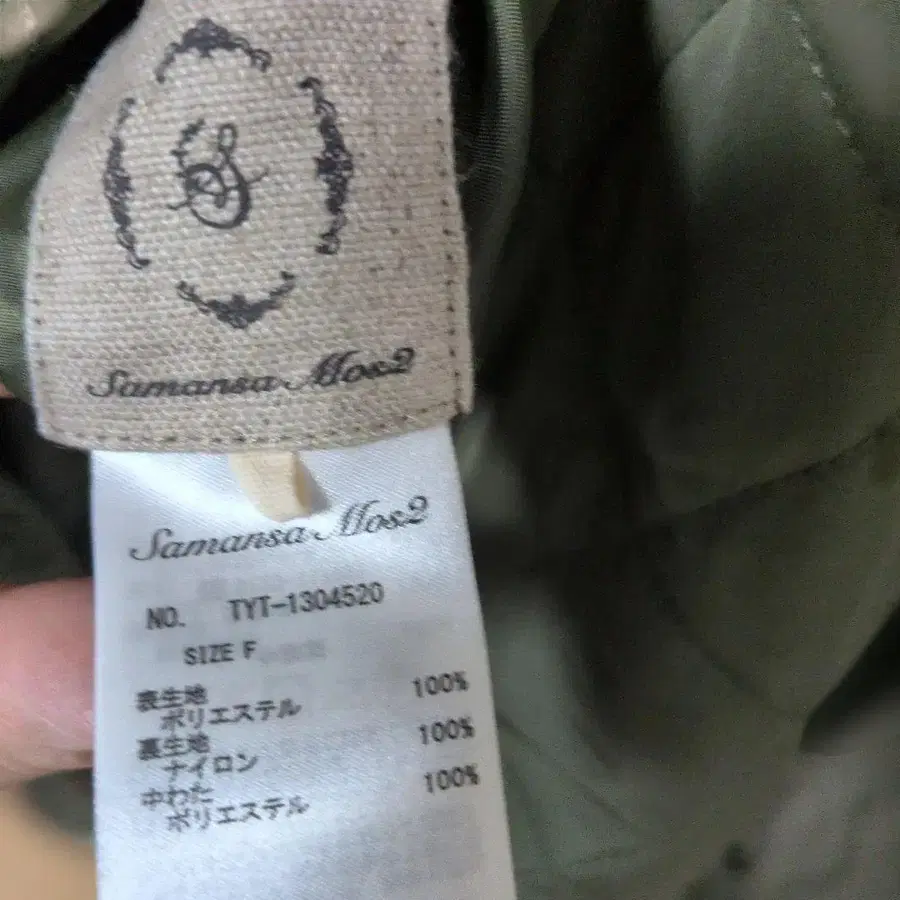 Samansa Mos2
Samansa Mos2
NO. TYT-1304520
SIZE F
表生地
ポリエステル 100%
裏生地
ナイロン 100%
中わた
ポリエステル 100%